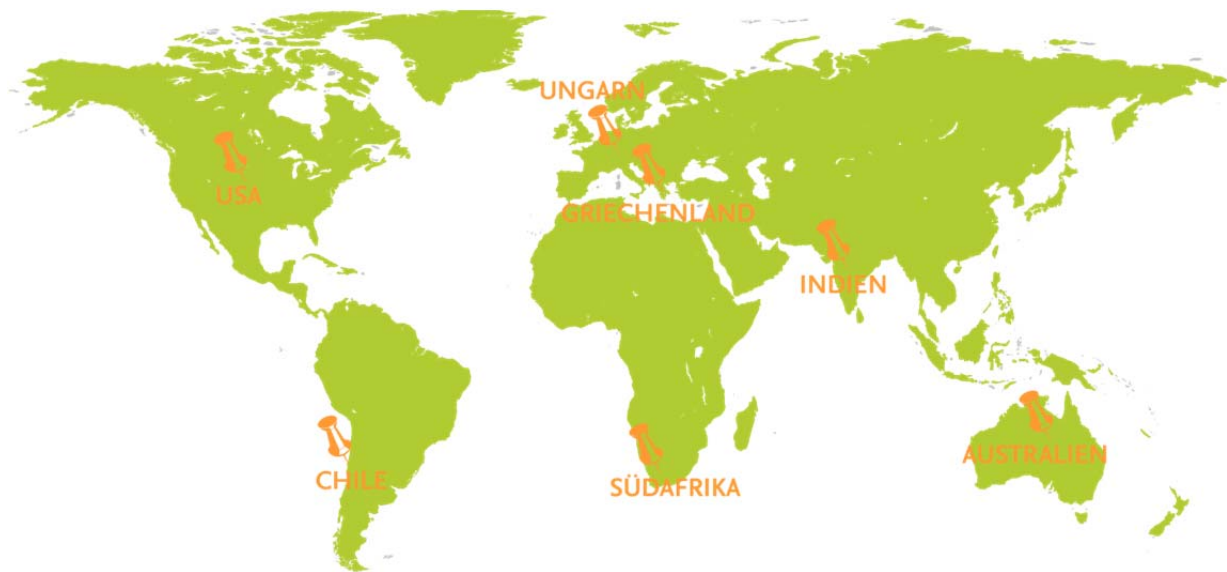 UNGARN
USA
GRIECHENLAND
INDIEN
AUSTRALIEN
CHILE
SÜDAFRIKA